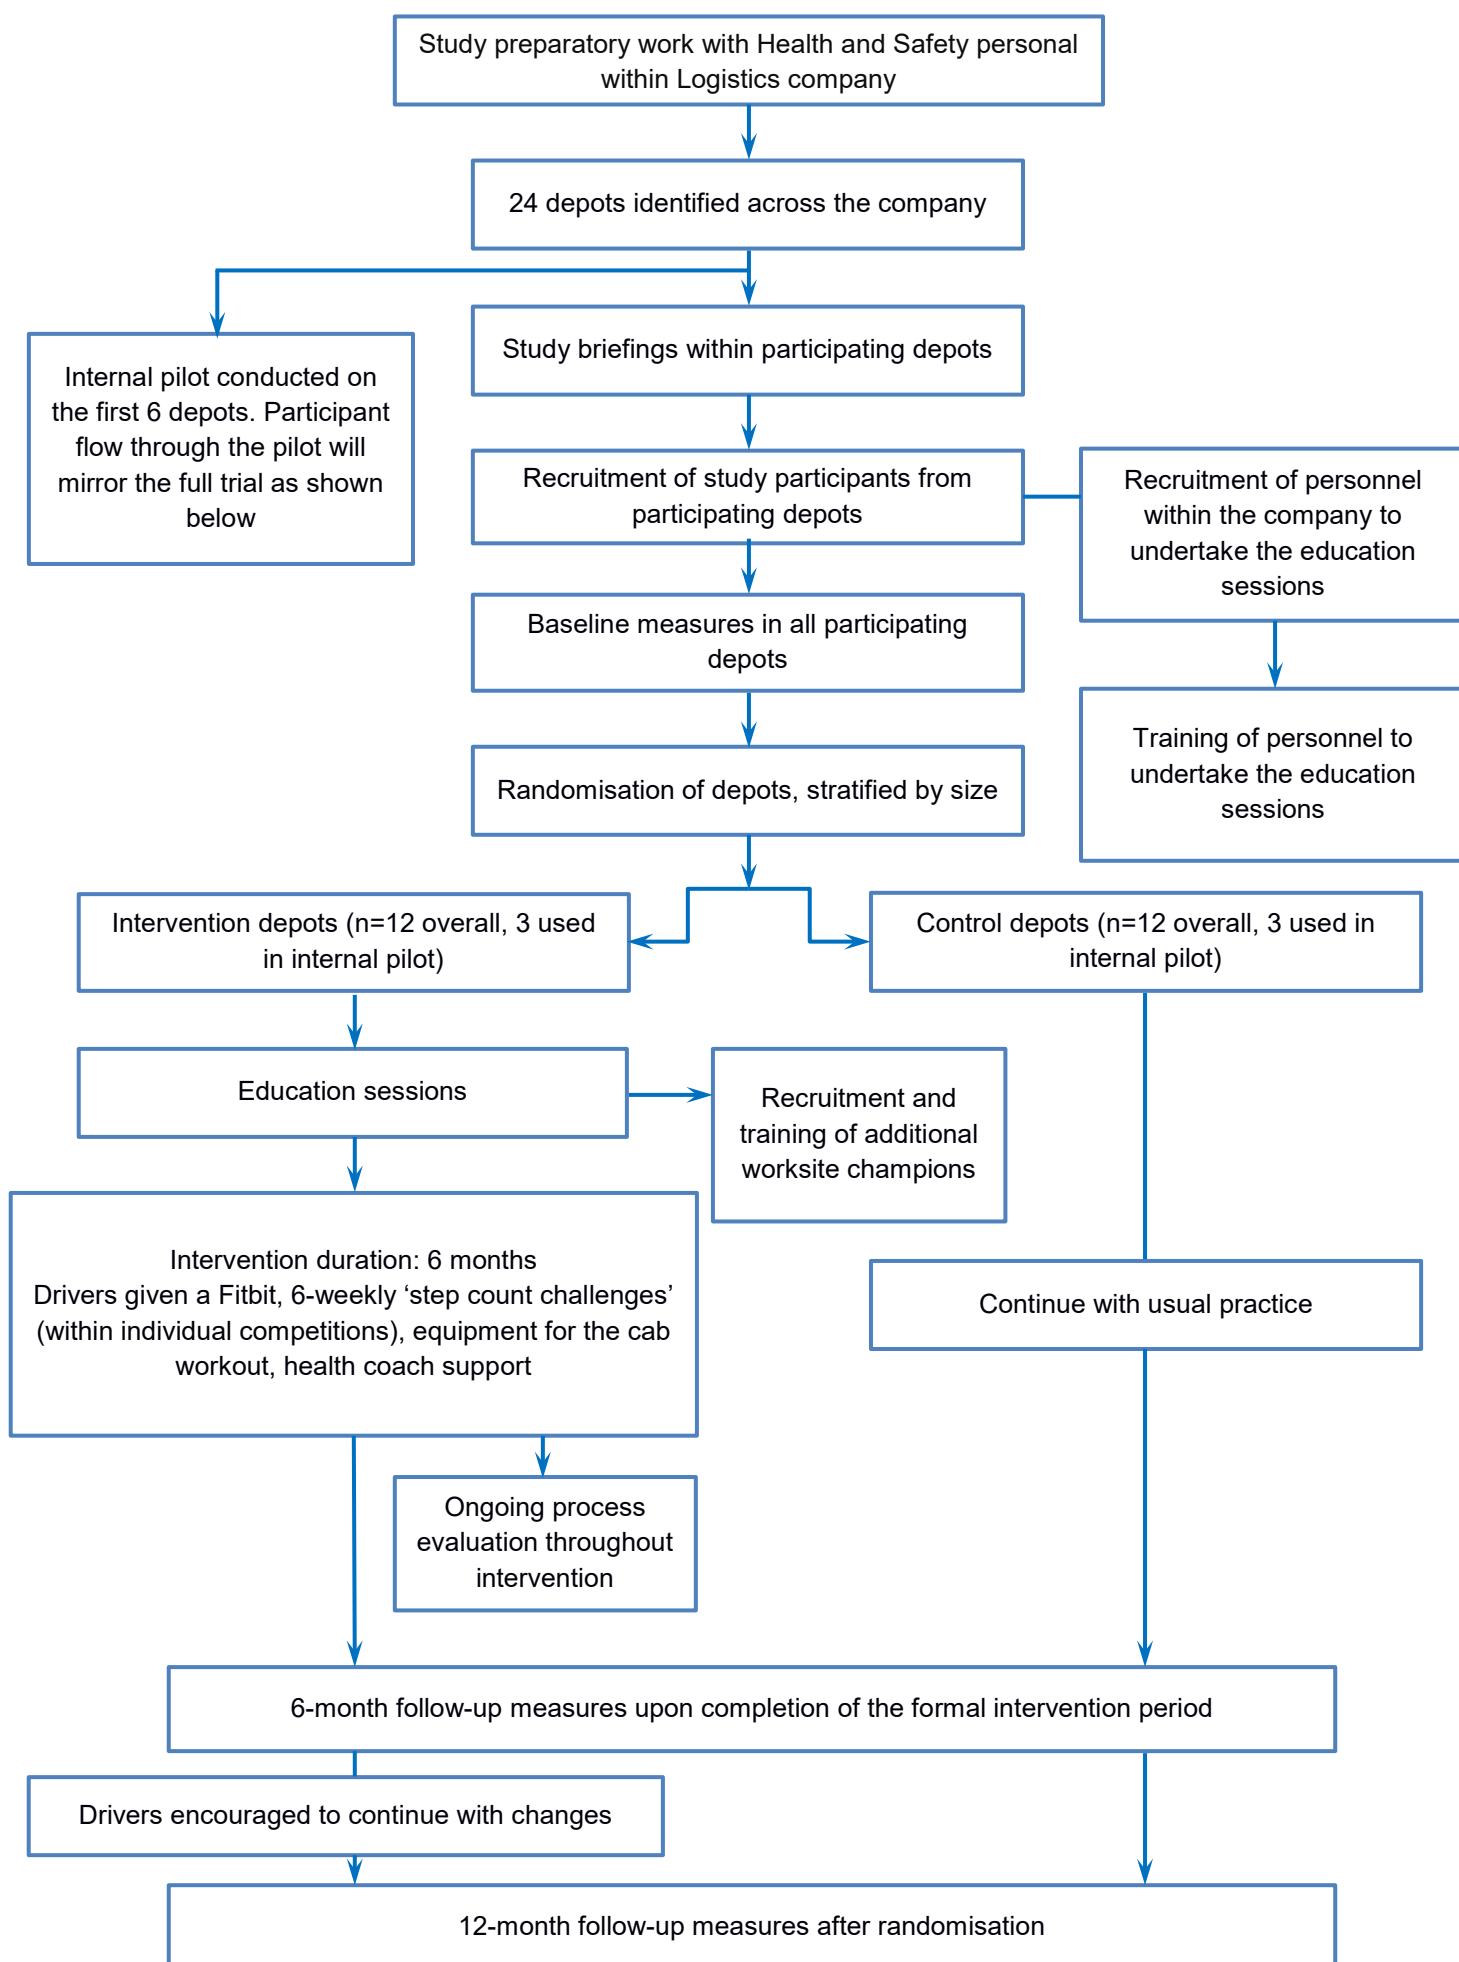 Study preparatory work with Health and Safety personal
within Logistics company
24 depots identified across the company
Internal pilot conducted on
the first 6 depots. Participant
flow through the pilot will
mirror the full trial as shown
below
Study briefings within participating depots
Recruitment of study participants from
participating depots
Recruitment of personnel
within the company to
undertake the education
sessions
Baseline measures in all participating
depots
Training of personnel to
undertake the education
sessions
Randomisation of depots, stratified by size
Intervention depots (n=12 overall, 3 used
in internal pilot)
Control depots (n=12 overall, 3 used in
internal pilot)
Education sessions
Recruitment and
training of additional
worksite champions
Intervention duration: 6 months
Drivers given a Fitbit, 6-weekly ‘step count challenges’
(within individual competitions), equipment for the cab
workout, health coach support
Continue with usual practice
Ongoing process
evaluation throughout
intervention
6-month follow-up measures upon completion of the formal intervention period
Drivers encouraged to continue with changes
12-month follow-up measures after randomisation